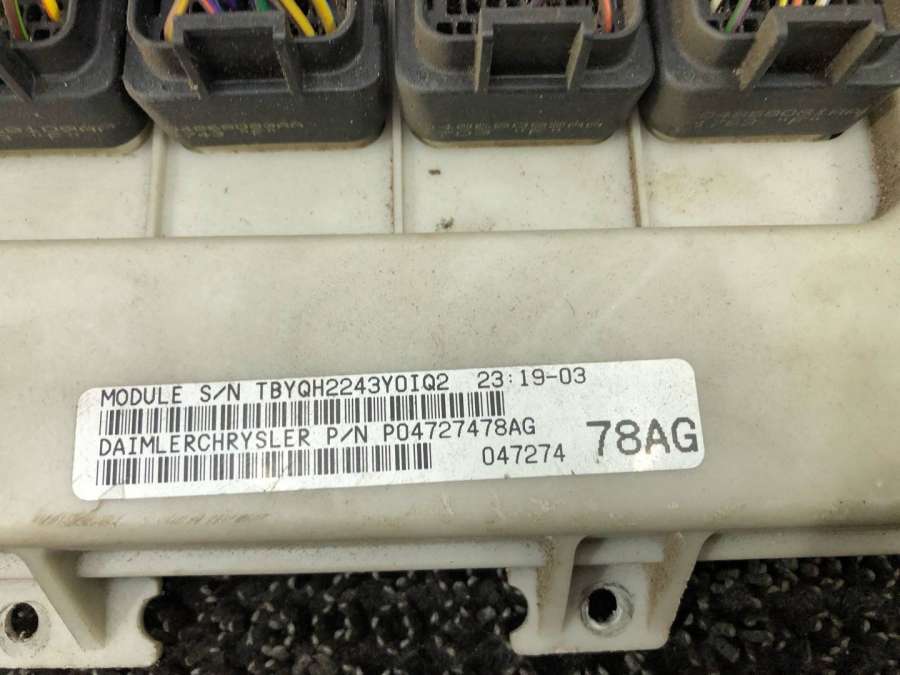 MODULE S/N TBYQH2243Y0IQ2 23:19-03
DAIMLERCHRYSLER P/N P04727478AG
047274 78AG